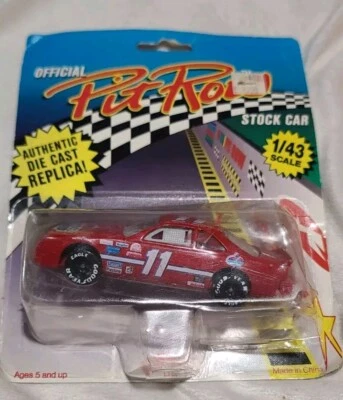 OFFICIAL
Pit Row
STOCK CAR
AUTHENTIC
DIE CAST
REPLICA!
1/43
SCALE
11
EAGLE
GOODYEAR
Ages 5 and up
Made in China